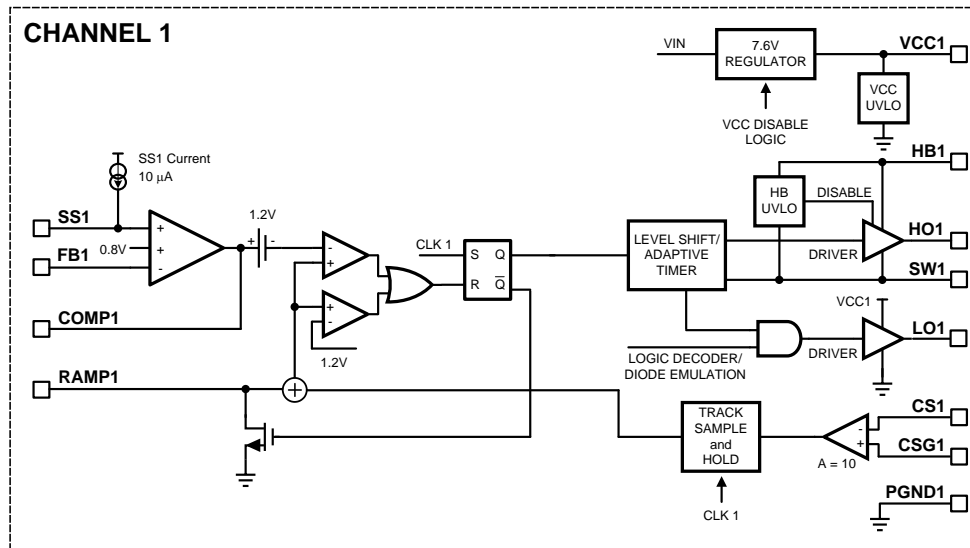 CHANNEL 1
VIN
7.6V
REGULATOR
VCC1
VCC
UVLO
VCC DISABLE
LOGIC
SS1 Current
10 μA
HB1
HB
UVLO
DISABLE
SS1
+
0.8V
+
FB1
-
1.2V
+ -
-
+
+
-
1.2V
CLK 1
S Q
R Q̅
LEVEL SHIFT/
ADAPTIVE
TIMER
DRIVER
HO1
SW1
COMP1
VCC1
LO1
DRIVER
LOGIC DECODER/
DIODE EMULATION
RAMP1
+
TRACK
SAMPLE
and
HOLD
CLK 1
CS1
-
+
CSG1
A = 10
PGND1